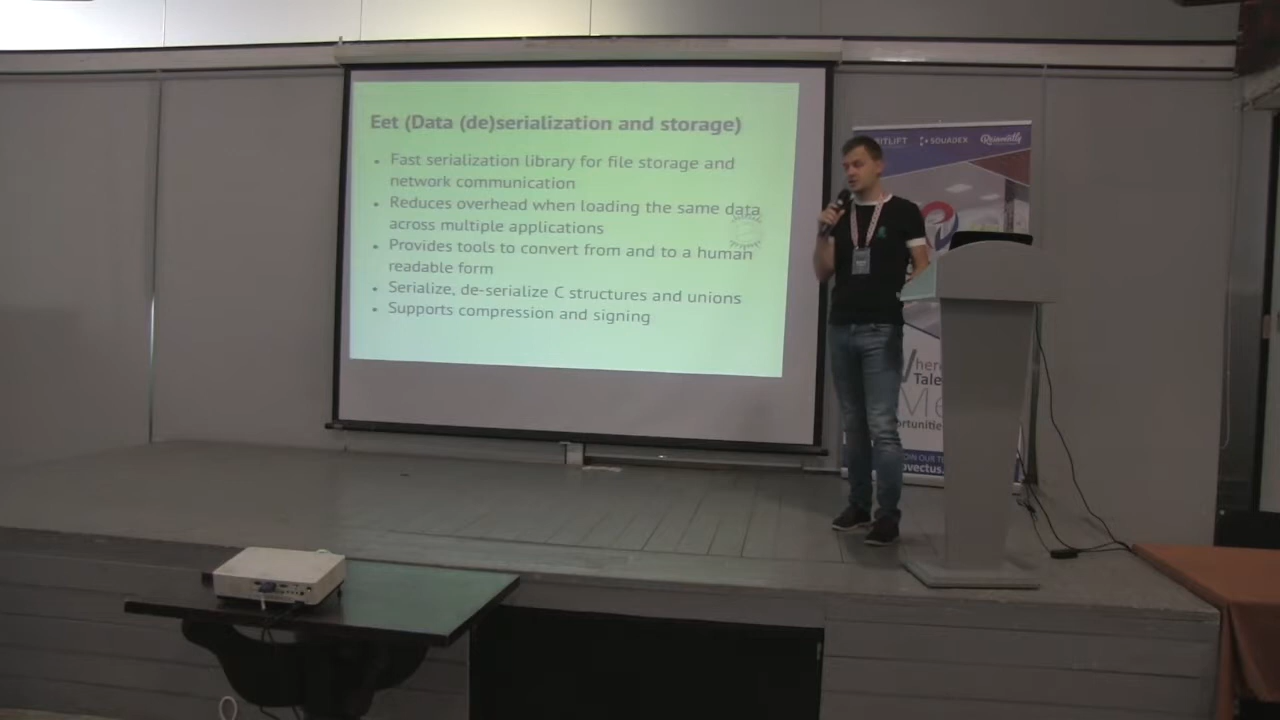 Eet (Data (de)serialization and storage)
• Fast serialization library for file storage and
network communication
• Reduces overhead when loading the same data
across multiple applications
• Provides tools to convert from and to a human
readable form
• Serialize, de-serialize C structures and unions
• Supports compression and signing
SQUADEX
Tale